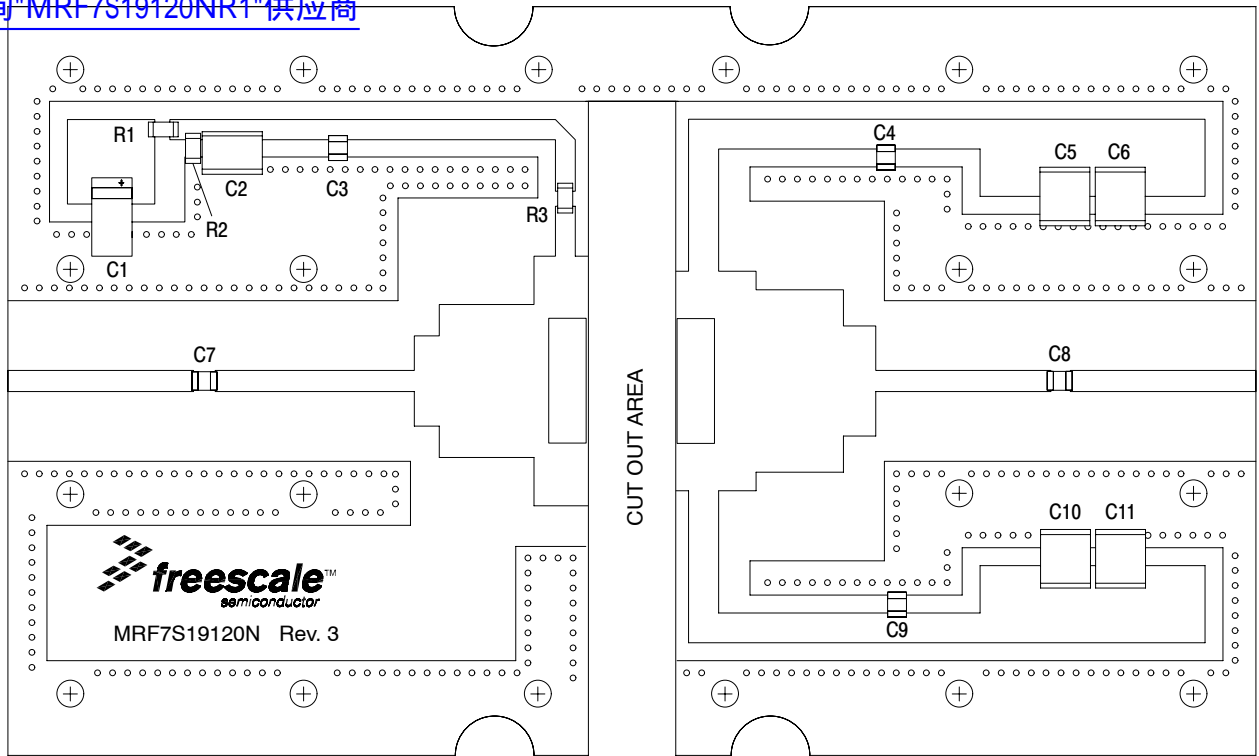 "MRF7S19120NR1"供应商
C4
R1
C5 C6
C2
C3
R3
R2
C1
C7
C8
CUT OUT AREA
C10 C11
freescale™
semiconductor
MRF7S19120N Rev. 3
C9